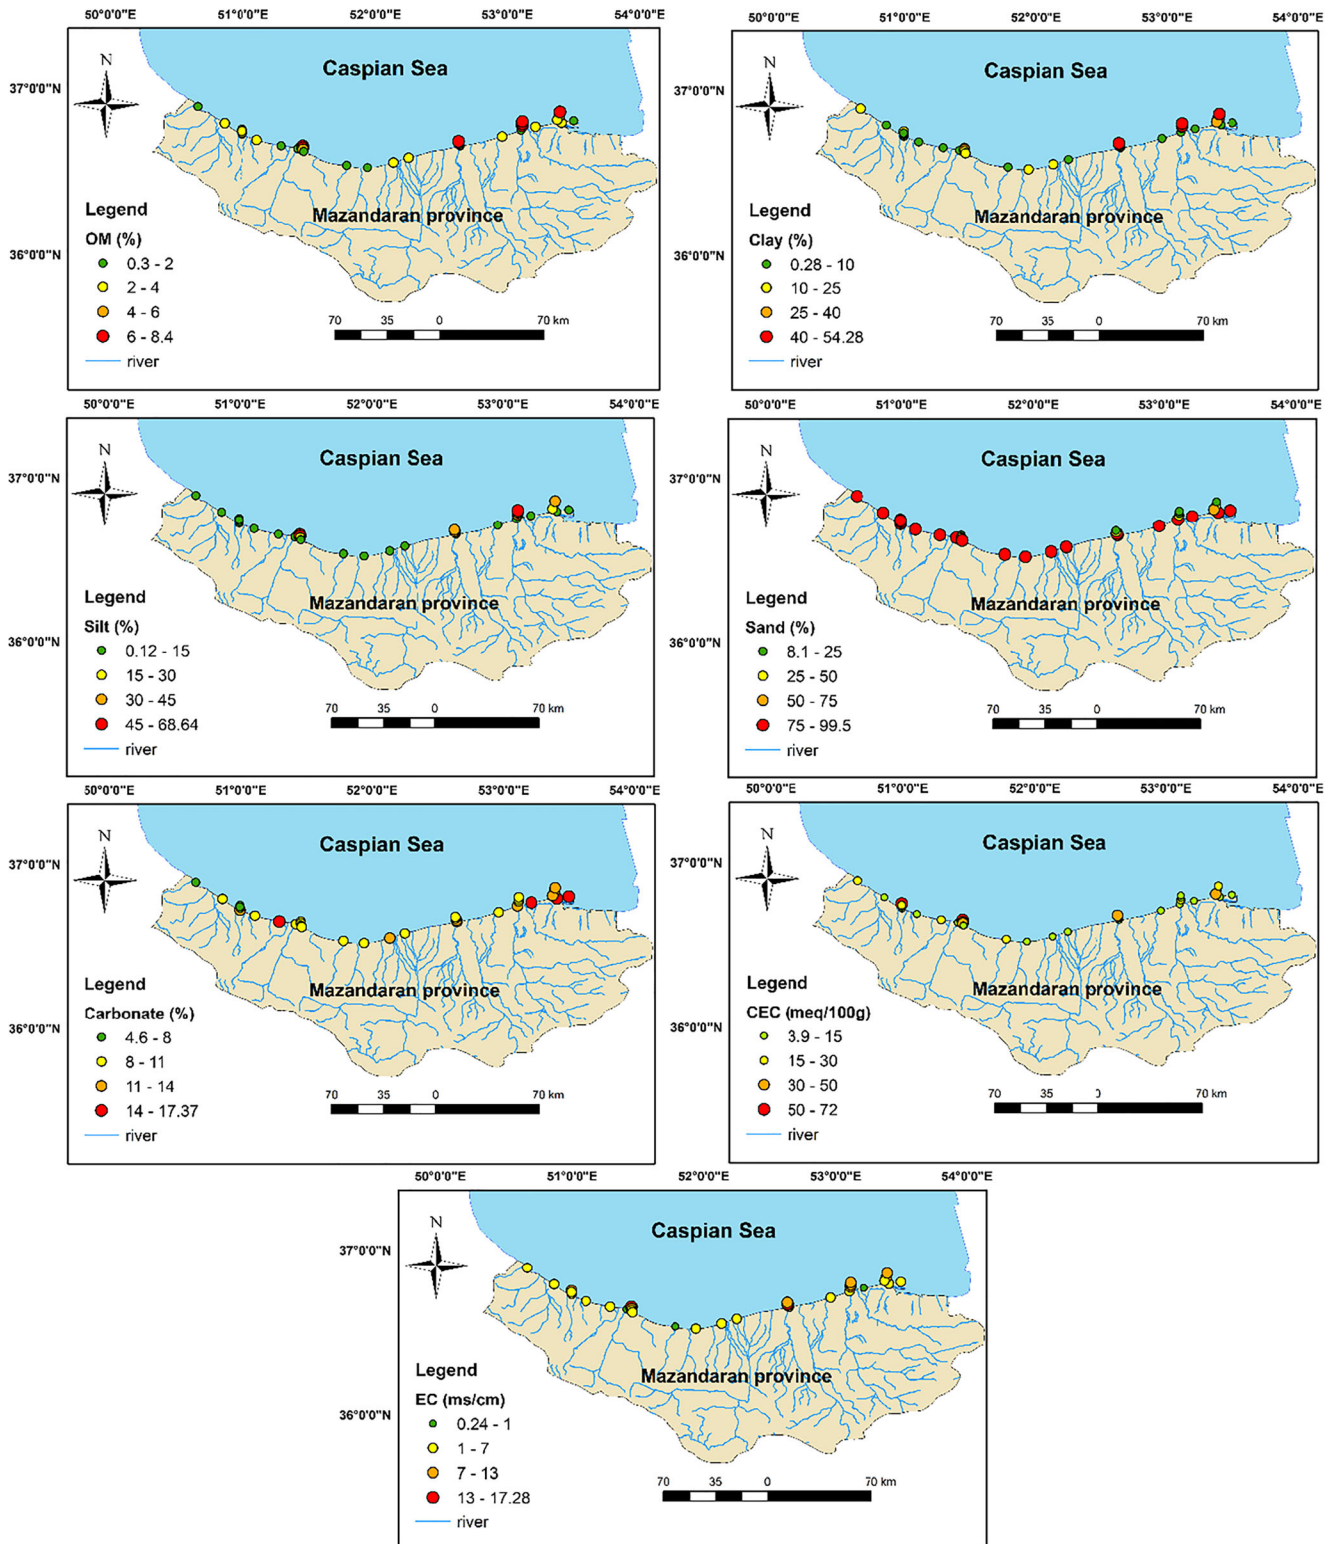 50°0'0"E 51°0'0"E 52°0'0"E 53°0'0"E 54°0'0"E
37°0'0"N
36°0'0"N
N
Caspian Sea
Mazandaran province
Legend
OM (%)
0.3 - 2
2 - 4
4 - 6
6 - 8.4
river
70 35 0 70 km
50°0'0"E 51°0'0"E 52°0'0"E 53°0'0"E 54°0'0"E
37°0'0"N
36°0'0"N
N
Caspian Sea
Mazandaran province
Legend
Clay (%)
0.28 - 10
10 - 25
25 - 40
40 - 54.28
river
70 35 0 70 km
50°0'0"E 51°0'0"E 52°0'0"E 53°0'0"E 54°0'0"E
37°0'0"N
36°0'0"N
N
Caspian Sea
Mazandaran province
Legend
Silt (%)
0.12 - 15
15 - 30
30 - 45
45 - 68.64
river
70 35 0 70 km
50°0'0"E 51°0'0"E 52°0'0"E 53°0'0"E 54°0'0"E
37°0'0"N
36°0'0"N
N
Caspian Sea
Mazandaran province
Legend
Sand (%)
8.1 - 25
25 - 50
50 - 75
75 - 99.5
river
70 35 0 70 km
50°0'0"E 51°0'0"E 52°0'0"E 53°0'0"E 54°0'0"E
37°0'0"N
36°0'0"N
N
Caspian Sea
Mazandaran province
Legend
Carbonate (%)
4.6 - 8
8 - 11
11 - 14
14 - 17.37
river
70 35 0 70 km
50°0'0"E 51°0'0"E 52°0'0"E 53°0'0"E 54°0'0"E
37°0'0"N
36°0'0"N
N
Caspian Sea
Mazandaran province
Legend
CEC (meq/100g)
3.9 - 15
15 - 30
30 - 50
50 - 72
river
70 35 0 70 km
50°0'0"E 51°0'0"E 52°0'0"E 53°0'0"E 54°0'0"E
37°0'0"N
36°0'0"N
N
Caspian Sea
Mazandaran province
Legend
EC (ms/cm)
0.24 - 1
1 - 7
7 - 13
13 - 17.28
river
70 35 0 70 km